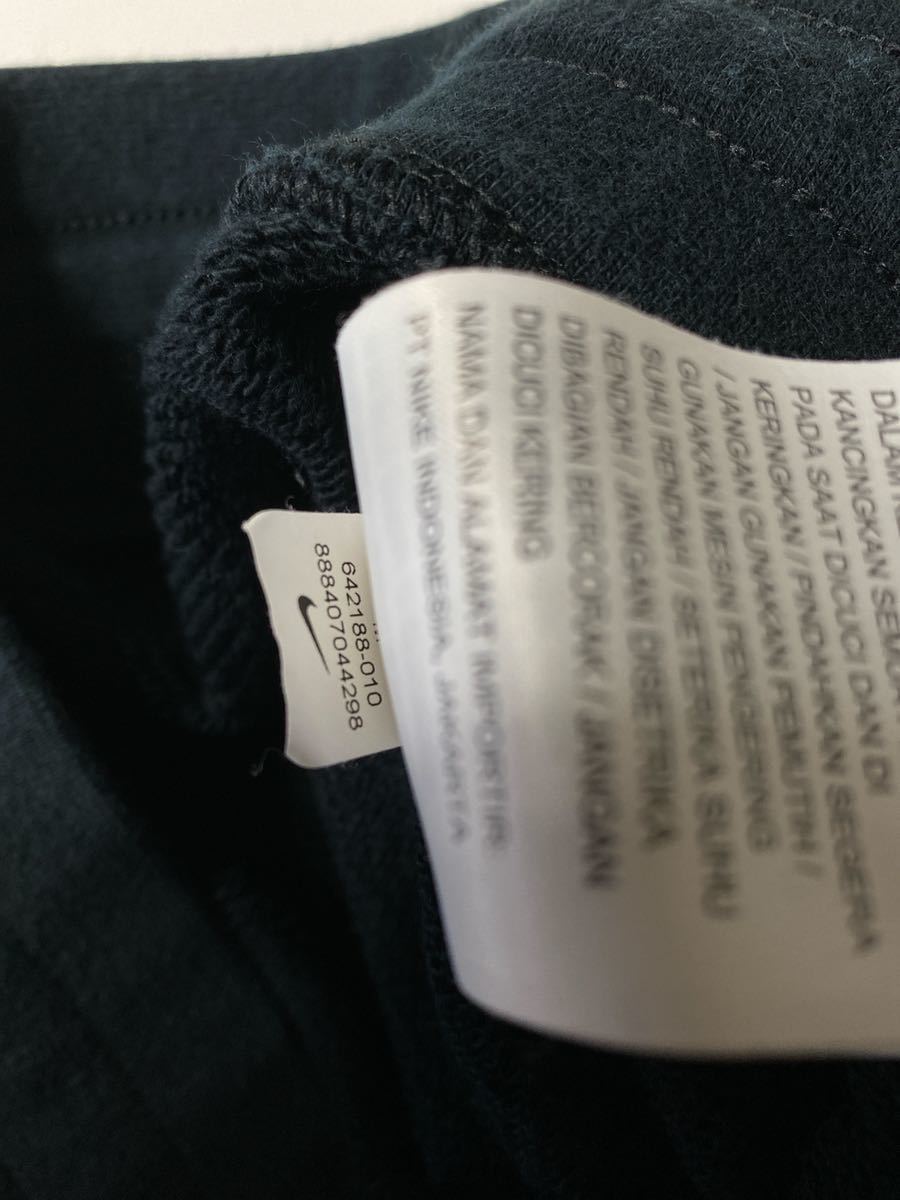 DALAM
KANCINGKAN SEMUA
PADA SAAT DICUCI DAN DI
KERINGKAN / PINDAHKAN SEGERA
/ JANGAN GUNAKAN PEMUTIH /
GUNAKAN MESIN PENGERING
SUHU RENDAH / SETERIKA SUHU
RENDAH / JANGAN DISETRIKA
DIBAGIAN BERCORAK / JANGAN
DICUCI KERING
NAMA DAN ALAMAT IMPORTIR:
PT NIKE INDONESIA, JAKARTA
642188-010
888407044298